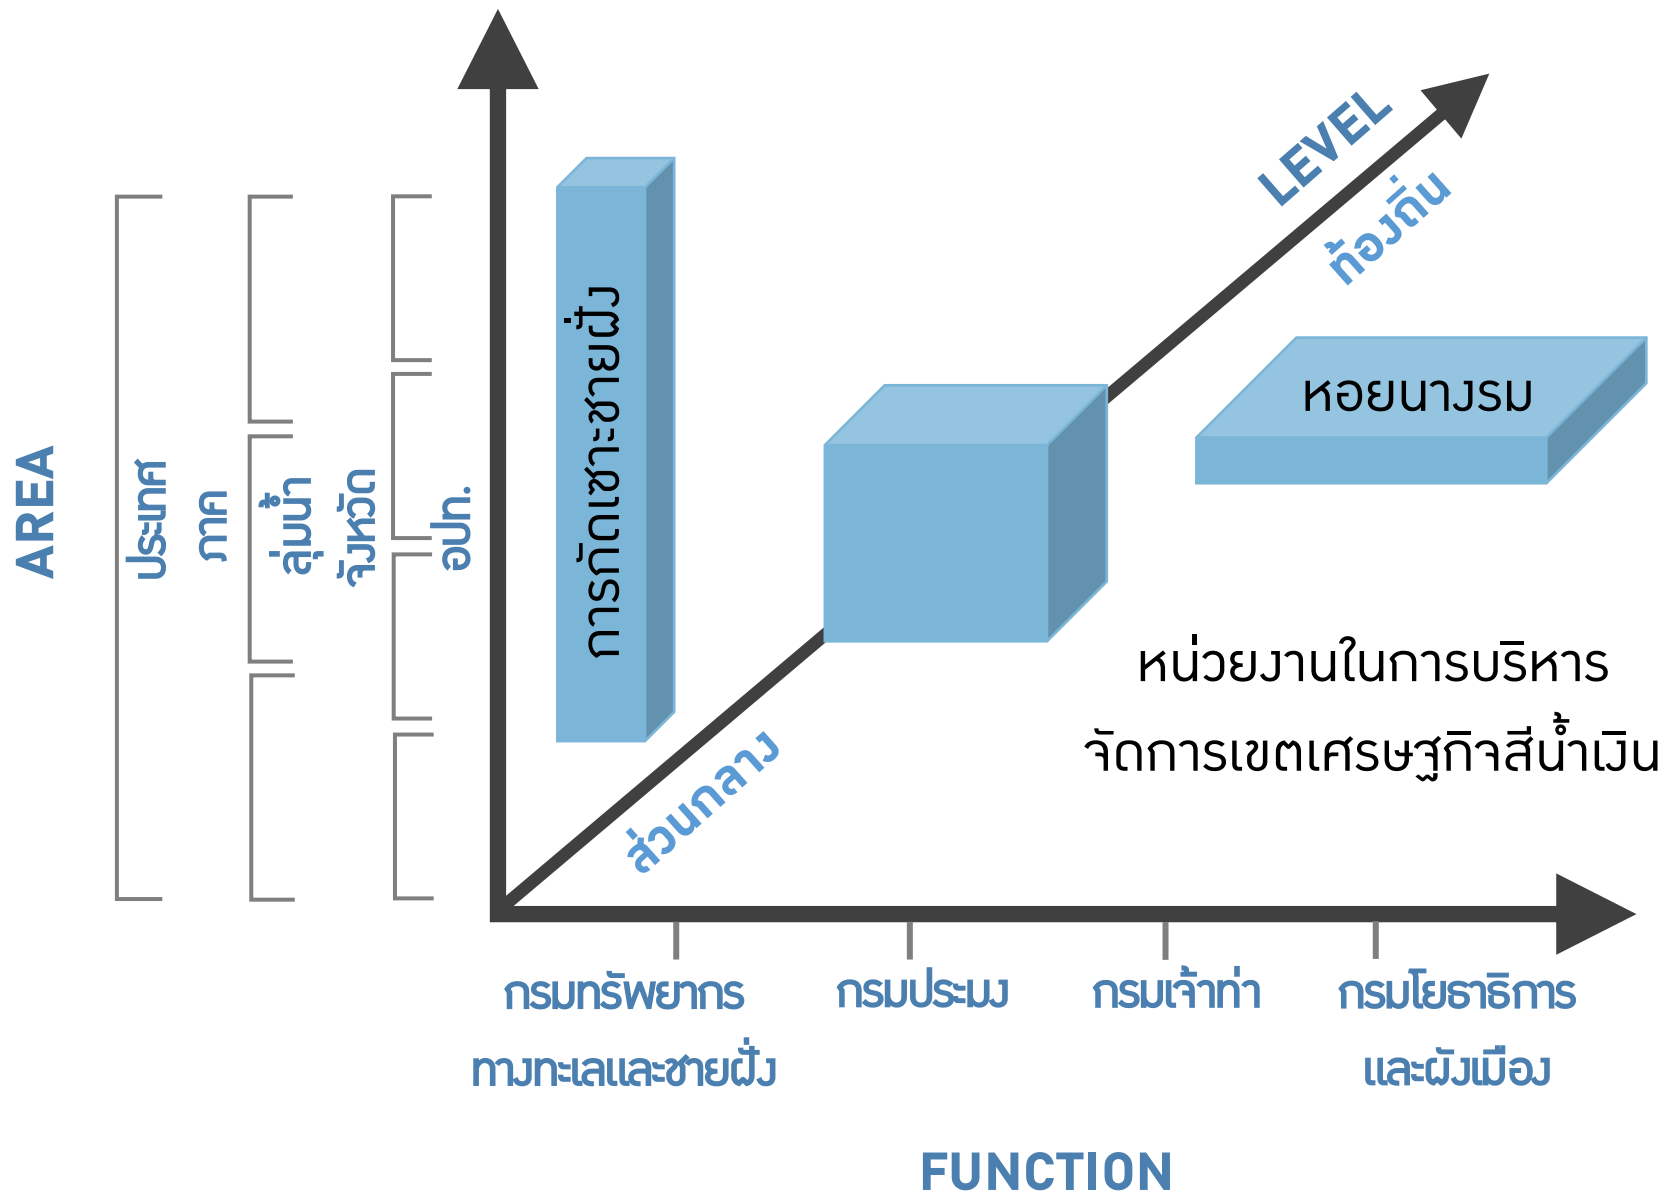 LEVEL
ท้องถิ่น
การกัดเซาะชายฝั่ง
หอยนางรม
AREA
ประเทศ
ภาค
ลุ่มน้ำ
จังหวัด
อปท.
ส่วนกลาง
หน่วยงานในการบริหาร
จัดการเขตเศรษฐกิจสีน้ำเงิน
กรมทรัพยากร
ทางทะเลและชายฝั่ง
กรมประมง
กรมเจ้าท่า
กรมโยธาธิการ
และผังเมือง
FUNCTION